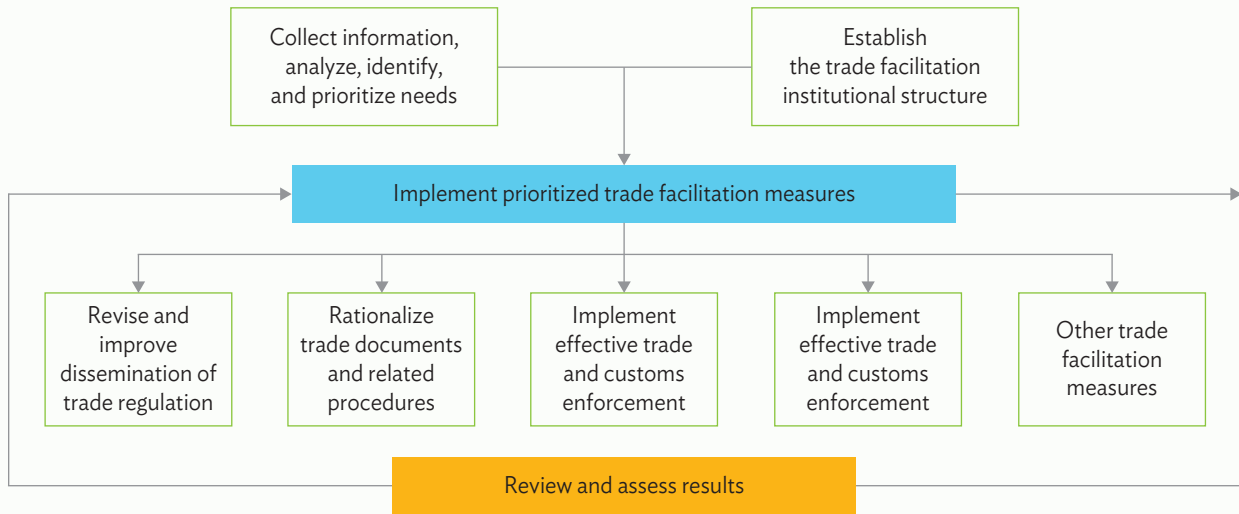 Collect information,
analyze, identify,
and prioritize needs
Establish
the trade facilitation
institutional structure
Implement prioritized trade facilitation measures
Revise and
improve
dissemination of
trade regulation
Rationalize
trade documents
and related
procedures
Implement
effective trade
and customs
enforcement
Implement
effective trade
and customs
enforcement
Other trade
facilitation
measures
Review and assess results